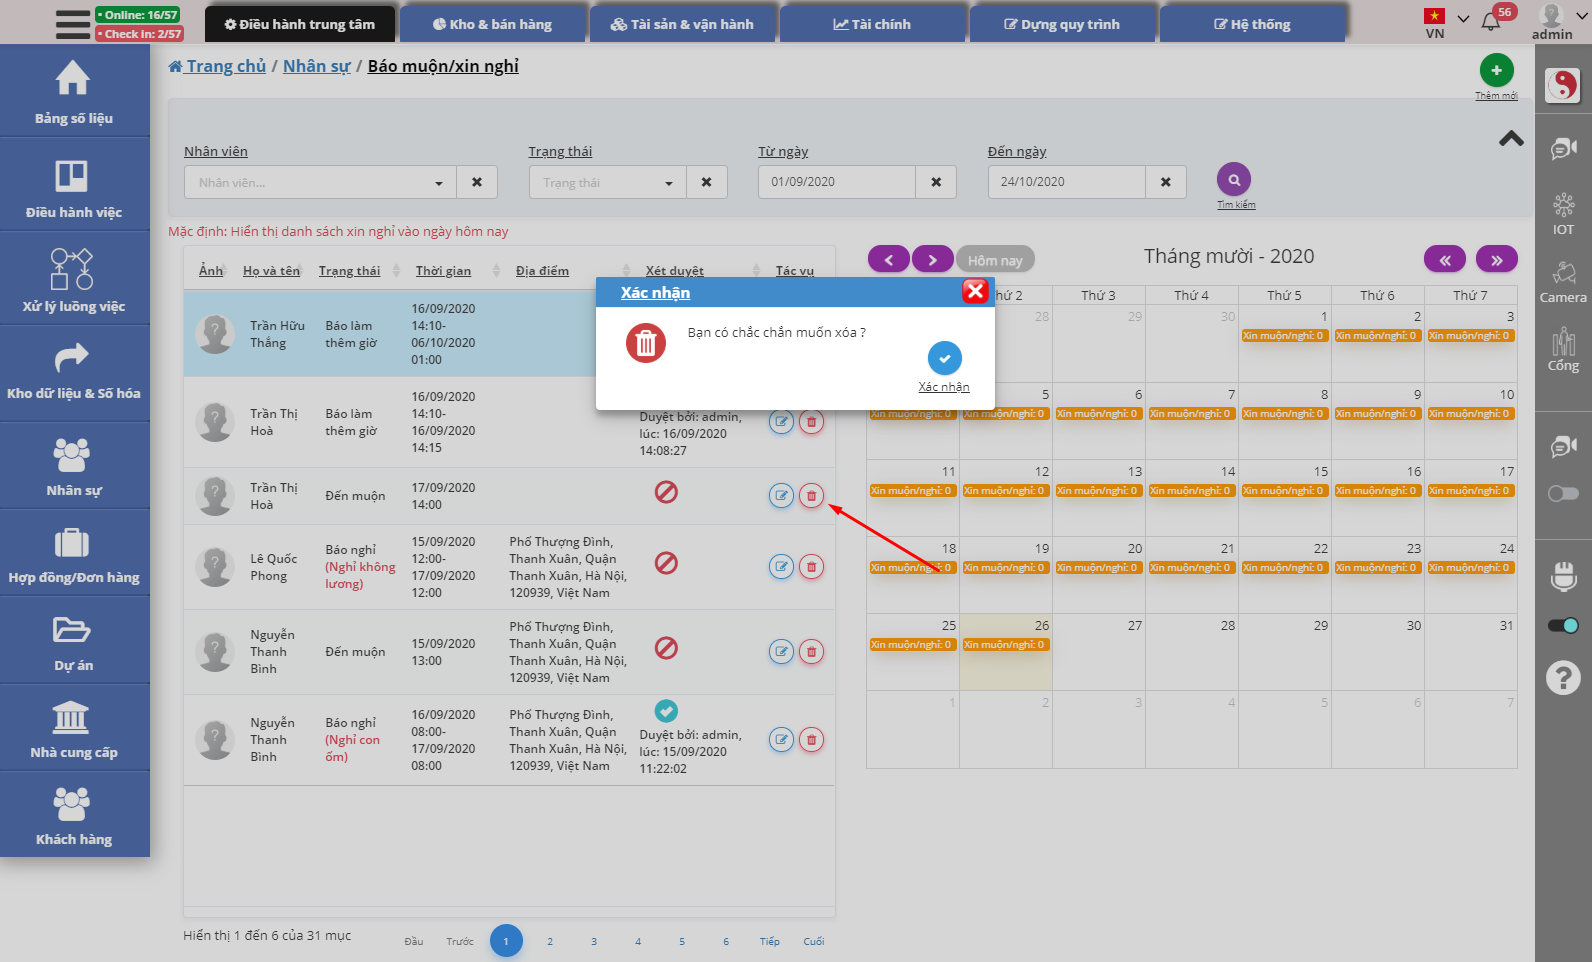 • Online: 16/57
• Check in: 2/57
Điều hành trung tâm
Kho & bán hàng
Tài sản & vận hành
Tài chính
Dựng quy trình
Hệ thống
VN
56
admin
Bảng số liệu
Điều hành việc
Xử lý luồng việc
Kho dữ liệu & Số hóa
Nhân sự
Hợp đồng/Đơn hàng
Dự án
Nhà cung cấp
Khách hàng
Trang chủ / Nhân sự / Báo muộn/xin nghỉ
Thêm mới
Nhân viên
Trạng thái
Từ ngày
Đến ngày
Nhân viên...
Trạng thái
01/09/2020
24/10/2020
Tìm kiếm
Mặc định: Hiển thị danh sách xin nghỉ vào ngày hôm nay
Ảnh Họ và tên Trạng thái Thời gian Địa điểm Xét duyệt Tác vụ
Trần Hữu
Thắng
Báo làm
thêm giờ
16/09/2020
14:10-
06/10/2020
01:00
Trần Thị
Hoà
Báo làm
thêm giờ
16/09/2020
14:10-
16/09/2020
14:15
Duyệt bởi: admin,
lúc: 16/09/2020
14:08:27
Trần Thị
Hoà
Đến muộn
17/09/2020
14:00
Lê Quốc
Phong
Báo nghỉ
(Nghỉ không
lương)
15/09/2020
12:00-
17/09/2020
12:00
Phố Thượng Đình,
Thanh Xuân, Quận
Thanh Xuân, Hà Nội,
120939, Việt Nam
Nguyễn
Thanh
Bình
Đến muộn
15/09/2020
13:00
Phố Thượng Đình,
Thanh Xuân, Quận
Thanh Xuân, Hà Nội,
120939, Việt Nam
Nguyễn
Thanh
Bình
Báo nghỉ
(Nghỉ con
ốm)
16/09/2020
08:00-
17/09/2020
08:00
Phố Thượng Đình,
Thanh Xuân, Quận
Thanh Xuân, Hà Nội,
120939, Việt Nam
Duyệt bởi: admin,
lúc: 15/09/2020
11:22:02
Hiển thị 1 đến 6 của 31 mục
Đầu Trước 1 2 3 4 5 6 Tiếp Cuối
Xác nhận
Bạn có chắc chắn muốn xóa ?
Xác nhận
Hôm nay
Tháng mười - 2020
hứ 2 Thứ 3 Thứ 4 Thứ 5 Thứ 6 Thứ 7
28 29 30 1 2 3
Xin muộn/nghỉ: 0 Xin muộn/nghỉ: 0 Xin muộn/nghỉ: 0
5 6 7 8 9 10
Xin muộn/nghỉ: 0 Xin muộn/nghỉ: 0 Xin muộn/nghỉ: 0 Xin muộn/nghỉ: 0 Xin muộn/nghỉ: 0 Xin muộn/nghỉ: 0 Xin muộn/nghỉ: 0
11 12 13 14 15 16 17
Xin muộn/nghỉ: 0 Xin muộn/nghỉ: 0 Xin muộn/nghỉ: 0 Xin muộn/nghỉ: 0 Xin muộn/nghỉ: 0 Xin muộn/nghỉ: 0 Xin muộn/nghỉ: 0
18 19 20 21 22 23 24
Xin muộn/nghỉ: 0 Xin muộn/nghỉ: 0 Xin muộn/nghỉ: 0 Xin muộn/nghỉ: 0 Xin muộn/nghỉ: 0 Xin muộn/nghỉ: 0 Xin muộn/nghỉ: 0
25 26 27 28 29 30 31
Xin muộn/nghỉ: 0 Xin muộn/nghỉ: 0
1 2 3 4 5 6 7
IOT
Camera
Cổng